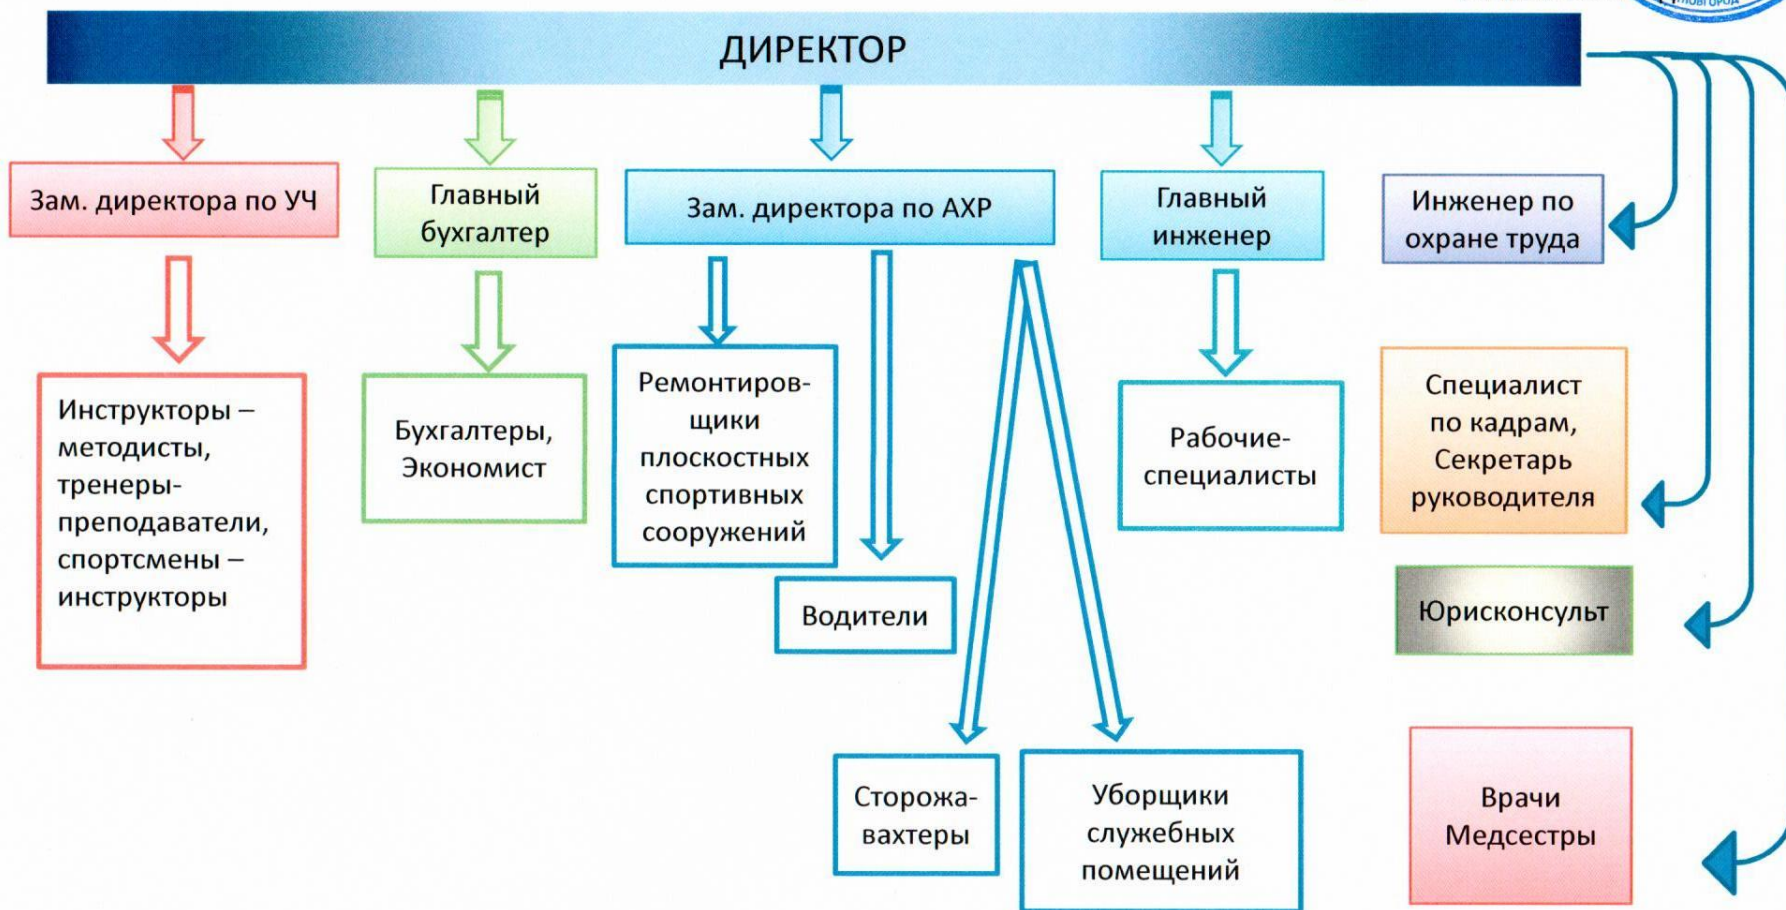 НОВГОРОД
ДИРЕКТОР
Зам. директора по УЧ
Главный
бухгалтер
Зам. директора по АХР
Главный
инженер
Инженер по
охране труда
Инструкторы –
методисты,
тренеры-
преподаватели,
спортсмены –
инструкторы
Бухгалтеры,
Экономист
Ремонтиров-
щики
плоскостных
спортивных
сооружений
Водители
Сторожа-
вахтеры
Уборщики
служебных
помещений
Рабочие-
специалисты
Специалист
по кадрам,
Секретарь
руководителя
Юрисконсульт
Врачи
Медсестры